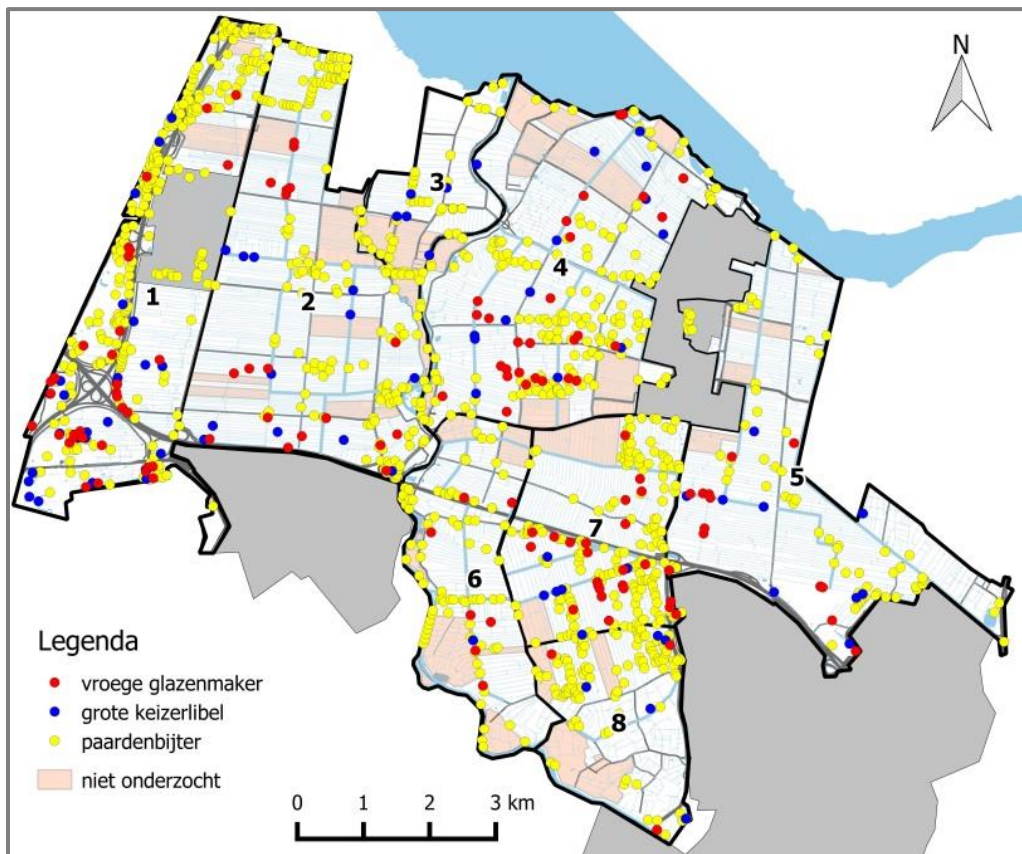 N
3
4
1
2
5
7
6
8
Legenda
vroege glazenmaker
grote keizerlibel
paardenbijter
niet onderzocht
0 1 2 3 km